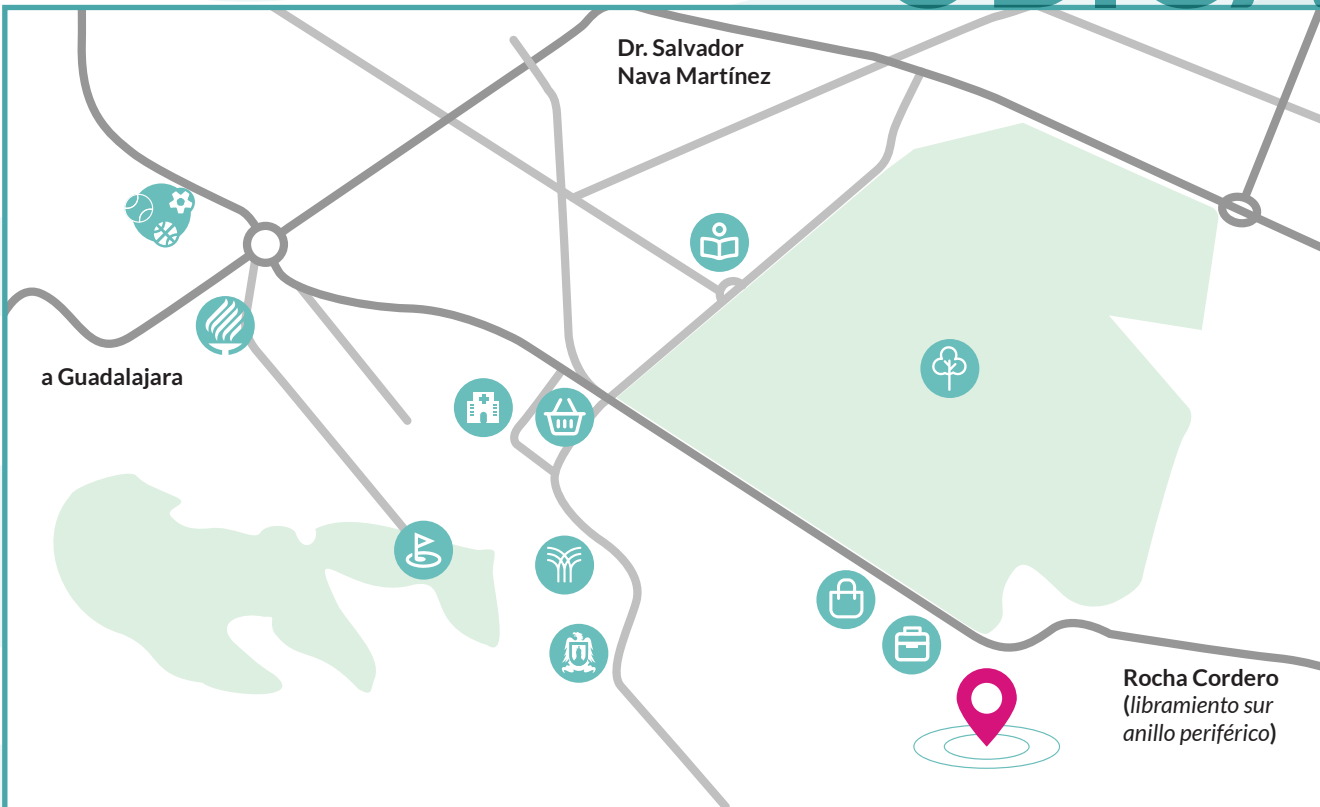 Dr. Salvador
Nava Martínez
a Guadalajara
Rocha Cordero
(libramiento sur
anillo periférico)